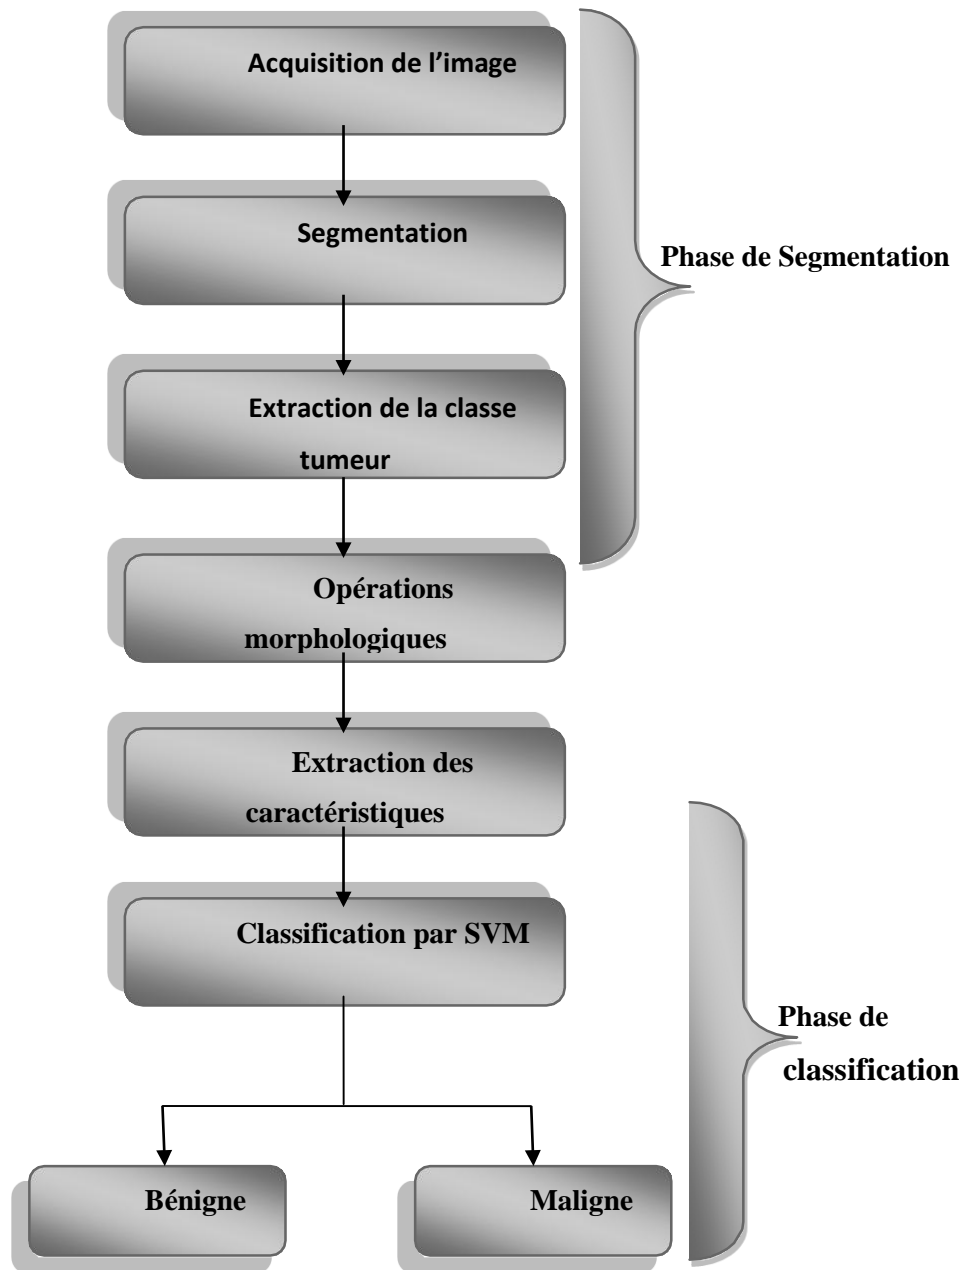 Acquisition de l’image
Segmentation
Phase de Segmentation
Extraction de la classe
tumeur
Opérations
morphologiques
Extraction des
caractéristiques
Classification par SVM
Phase de
classification
Bénigne
Maligne